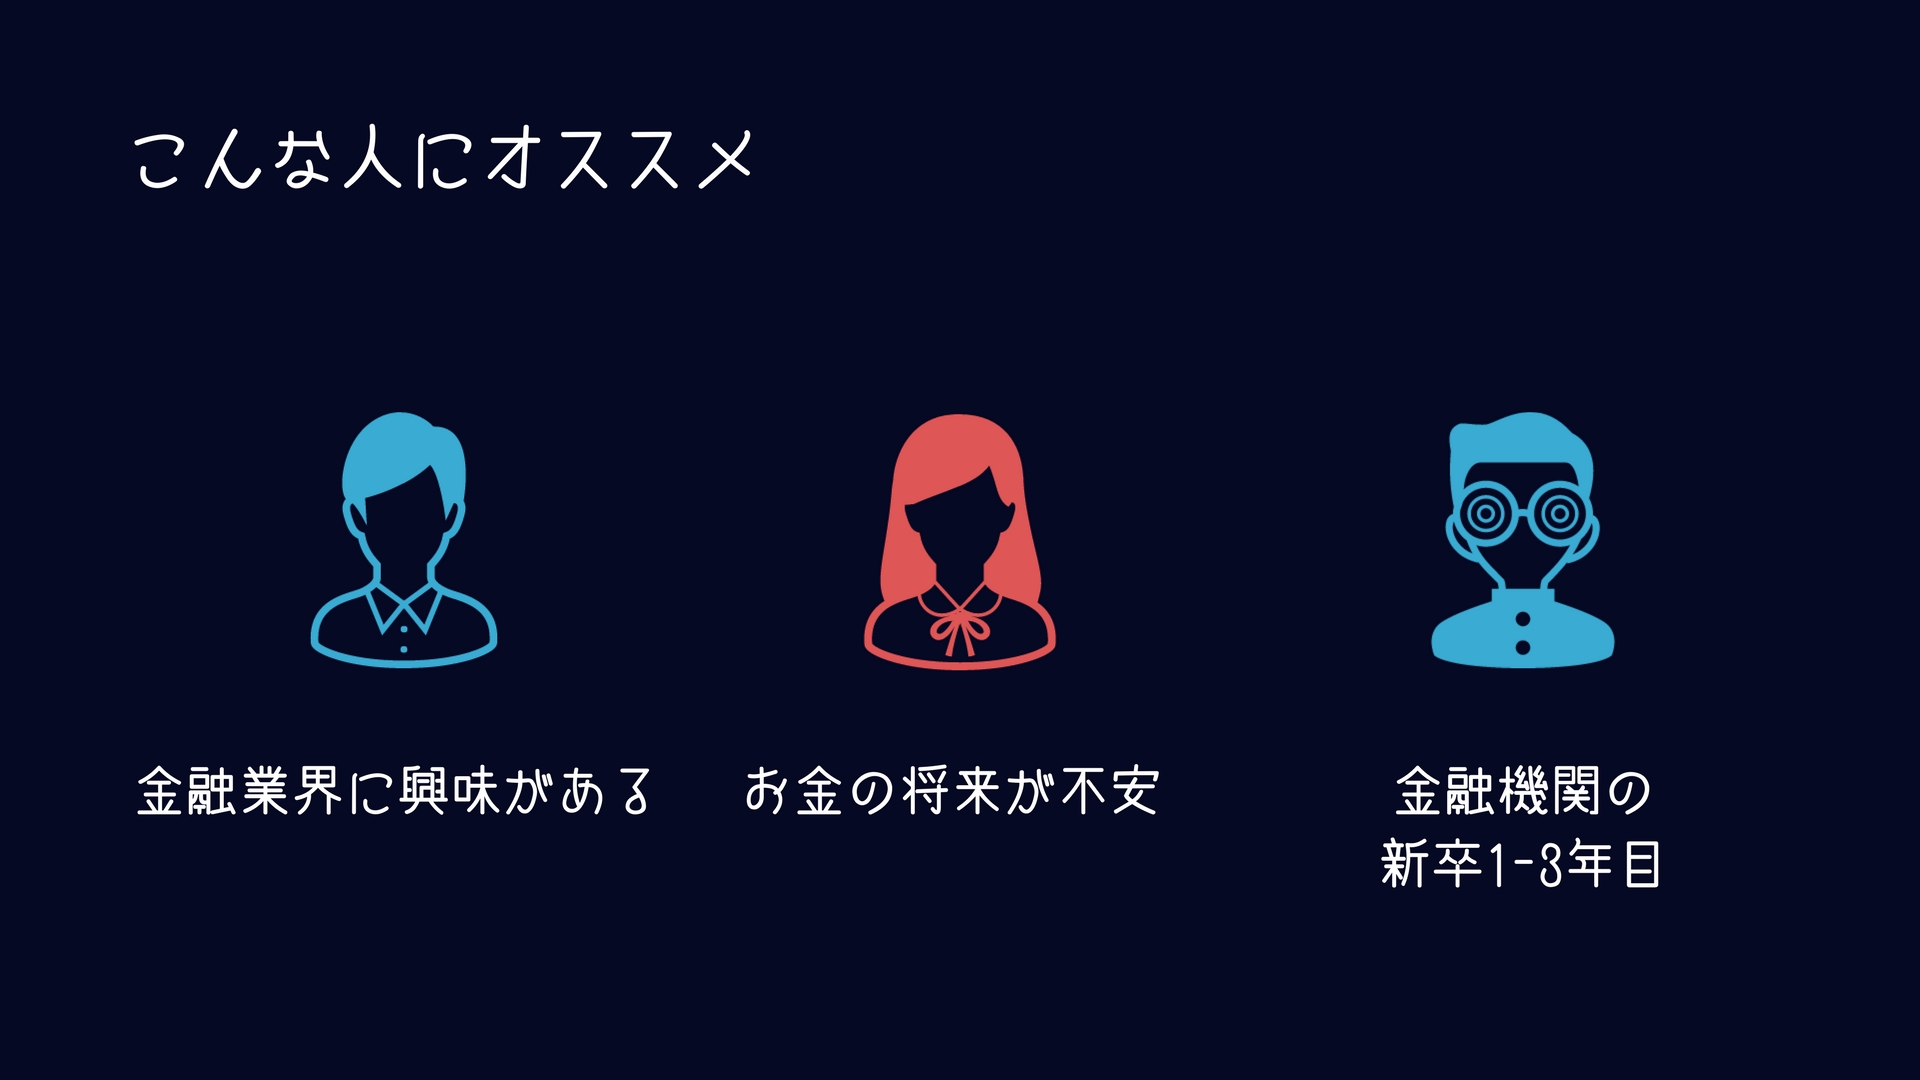 こんな人にオススメ
金融業界に興味がある
お金の将来が不安
金融機関の
新卒1-3年目